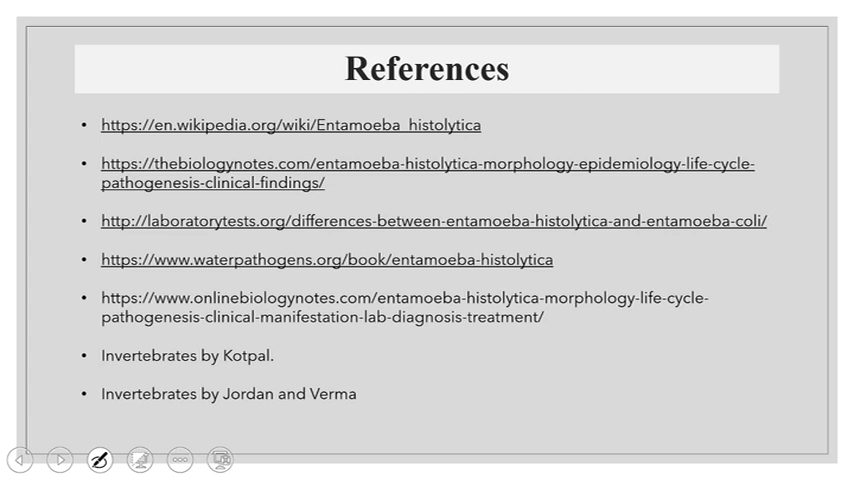 References
• https://en.wikipedia.org/wiki/Entamoeba_histolytica
• https://thebiologynotes.com/entamoeba-histolytica-morphology-epidemiology-life-cycle-
pathogenesis-clinical-findings/
• http://laboratorytests.org/differences-between-entamoeba-histolytica-and-entamoeba-coli/
• https://www.waterpathogens.org/book/entamoeba-histolytica
• https://www.onlinebiologynotes.com/entamoeba-histolytica-morphology-life-cycle-
pathogenesis-clinical-manifestation-lab-diagnosis-treatment/
• Invertebrates by Kotpal.
• Invertebrates by Jordan and Verma